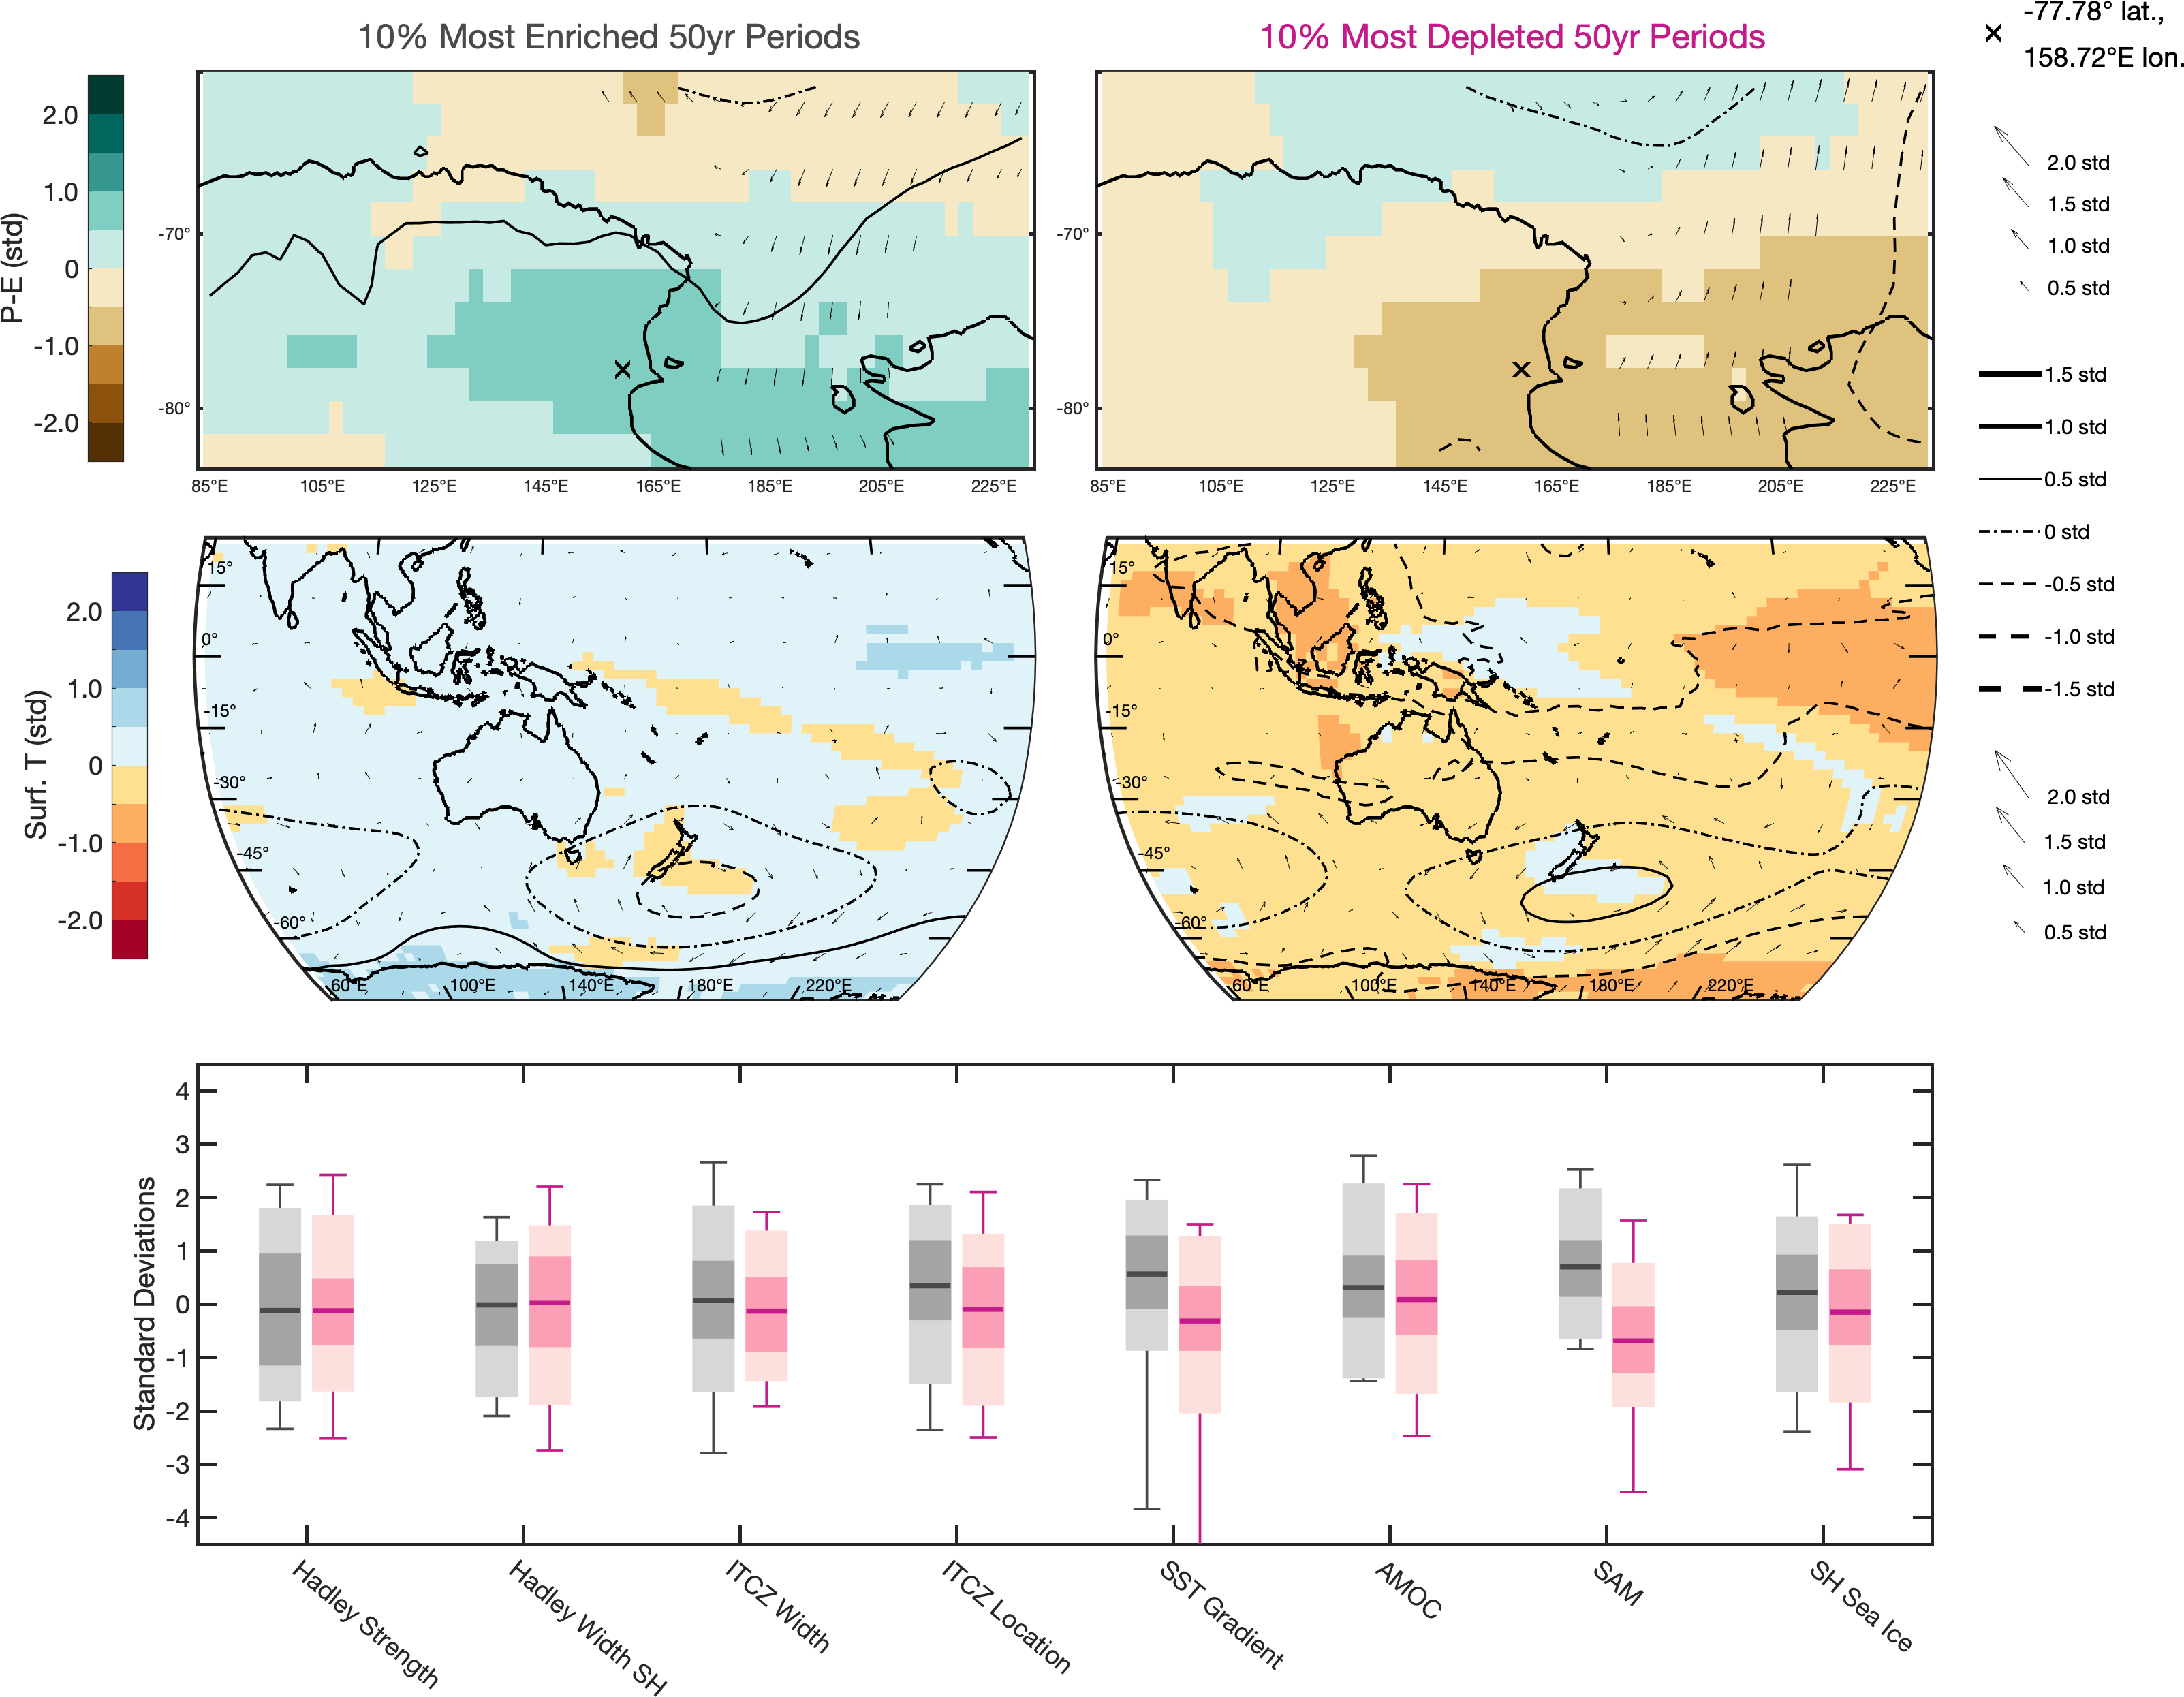 10% Most Enriched 50yr Periods
10% Most Depleted 50yr Periods
-77.78° lat.,
158.72°E lon.
P-E (std)
2.0
1.0
0
-1.0
-2.0
-70°
-80°
85°E 105°E 125°E 145°E 165°E 185°E 205°E 225°E
-70°
-80°
85°E 105°E 125°E 145°E 165°E 185°E 205°E 225°E
2.0 std
1.5 std
1.0 std
0.5 std
1.5 std
1.0 std
0.5 std
0 std
-0.5 std
-1.0 std
-1.5 std
2.0 std
1.5 std
1.0 std
0.5 std
Surf. T (std)
2.0
1.0
0
-1.0
-2.0
15°
0°
-15°
-30°
-45°
-60°
60°E 100°E 140°E 180°E 220°E
15°
0°
-15°
-30°
-45°
-60°
60°E 100°E 140°E 180°E 220°E
Standard Deviations
4
3
2
1
0
-1
-2
-3
-4
Hadley Strength
Hadley Width SH
ITCZ Width
ITCZ Location
SST Gradient
AMOC
SAM
SH Sea Ice